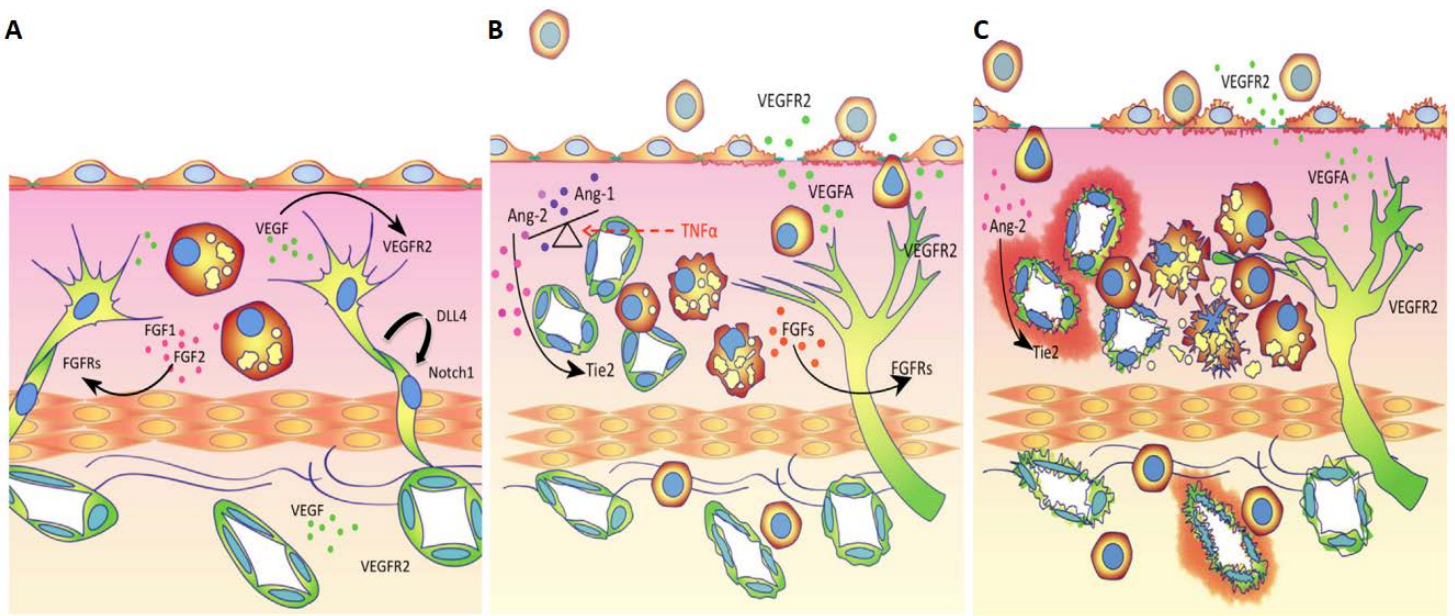 A
VEGF
VEGFR2
FGF1
FGF2
FGFRs
DLL4
Notch1
VEGF
VEGFR2
B
VEGFR2
Ang-1
Ang-2
TNFα
VEGFA
VEGFR2
FGFs
Tie2
FGFRs
C
VEGFR2
VEGFA
Ang-2
VEGFR2
Tie2